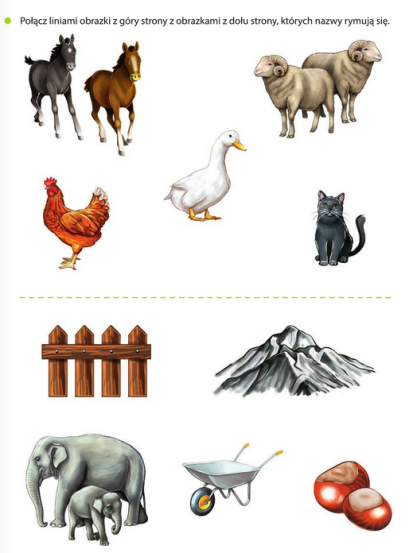 Połącz liniami obrazki z góry strony z obrazkami z dołu strony, których nazwy rymują się.